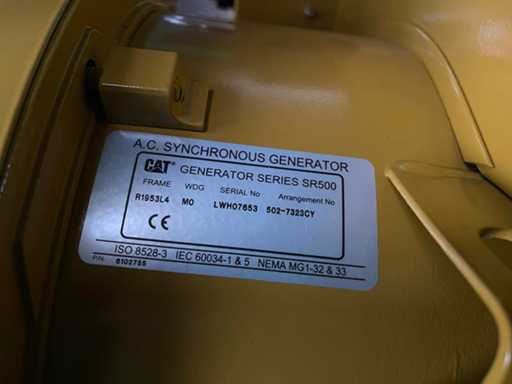 A.C. SYNCHRONOUS GENERATOR
CAT GENERATOR SERIES SR500
FRAME WDG SERIAL No Arrangement No
R1953L4 M0 LWH07653 502-7323CY
CE
ISO 8528-3 IEC 60034-1 & 5 NEMA MG1-32 & 33
P/N. 6102755